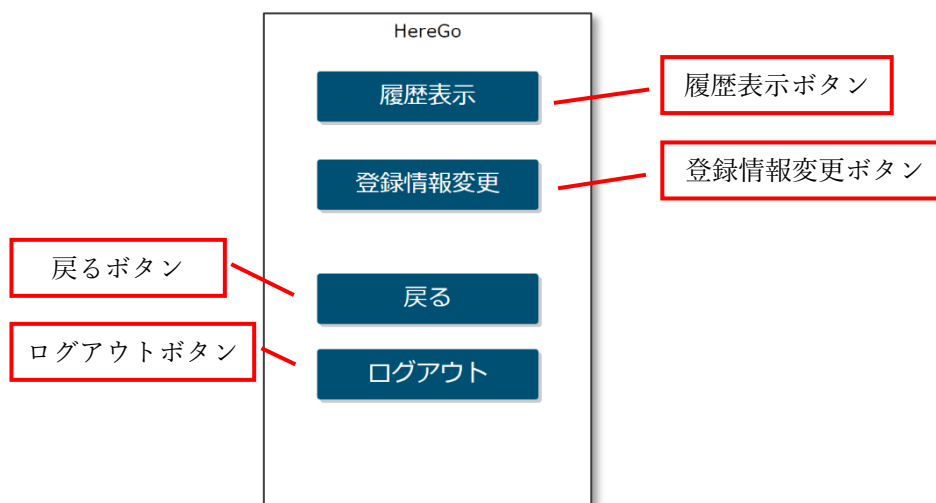 HereGo
履歴表示
履歴表示ボタン
登録情報変更
登録情報変更ボタン
戻るボタン
戻る
ログアウトボタン
ログアウト